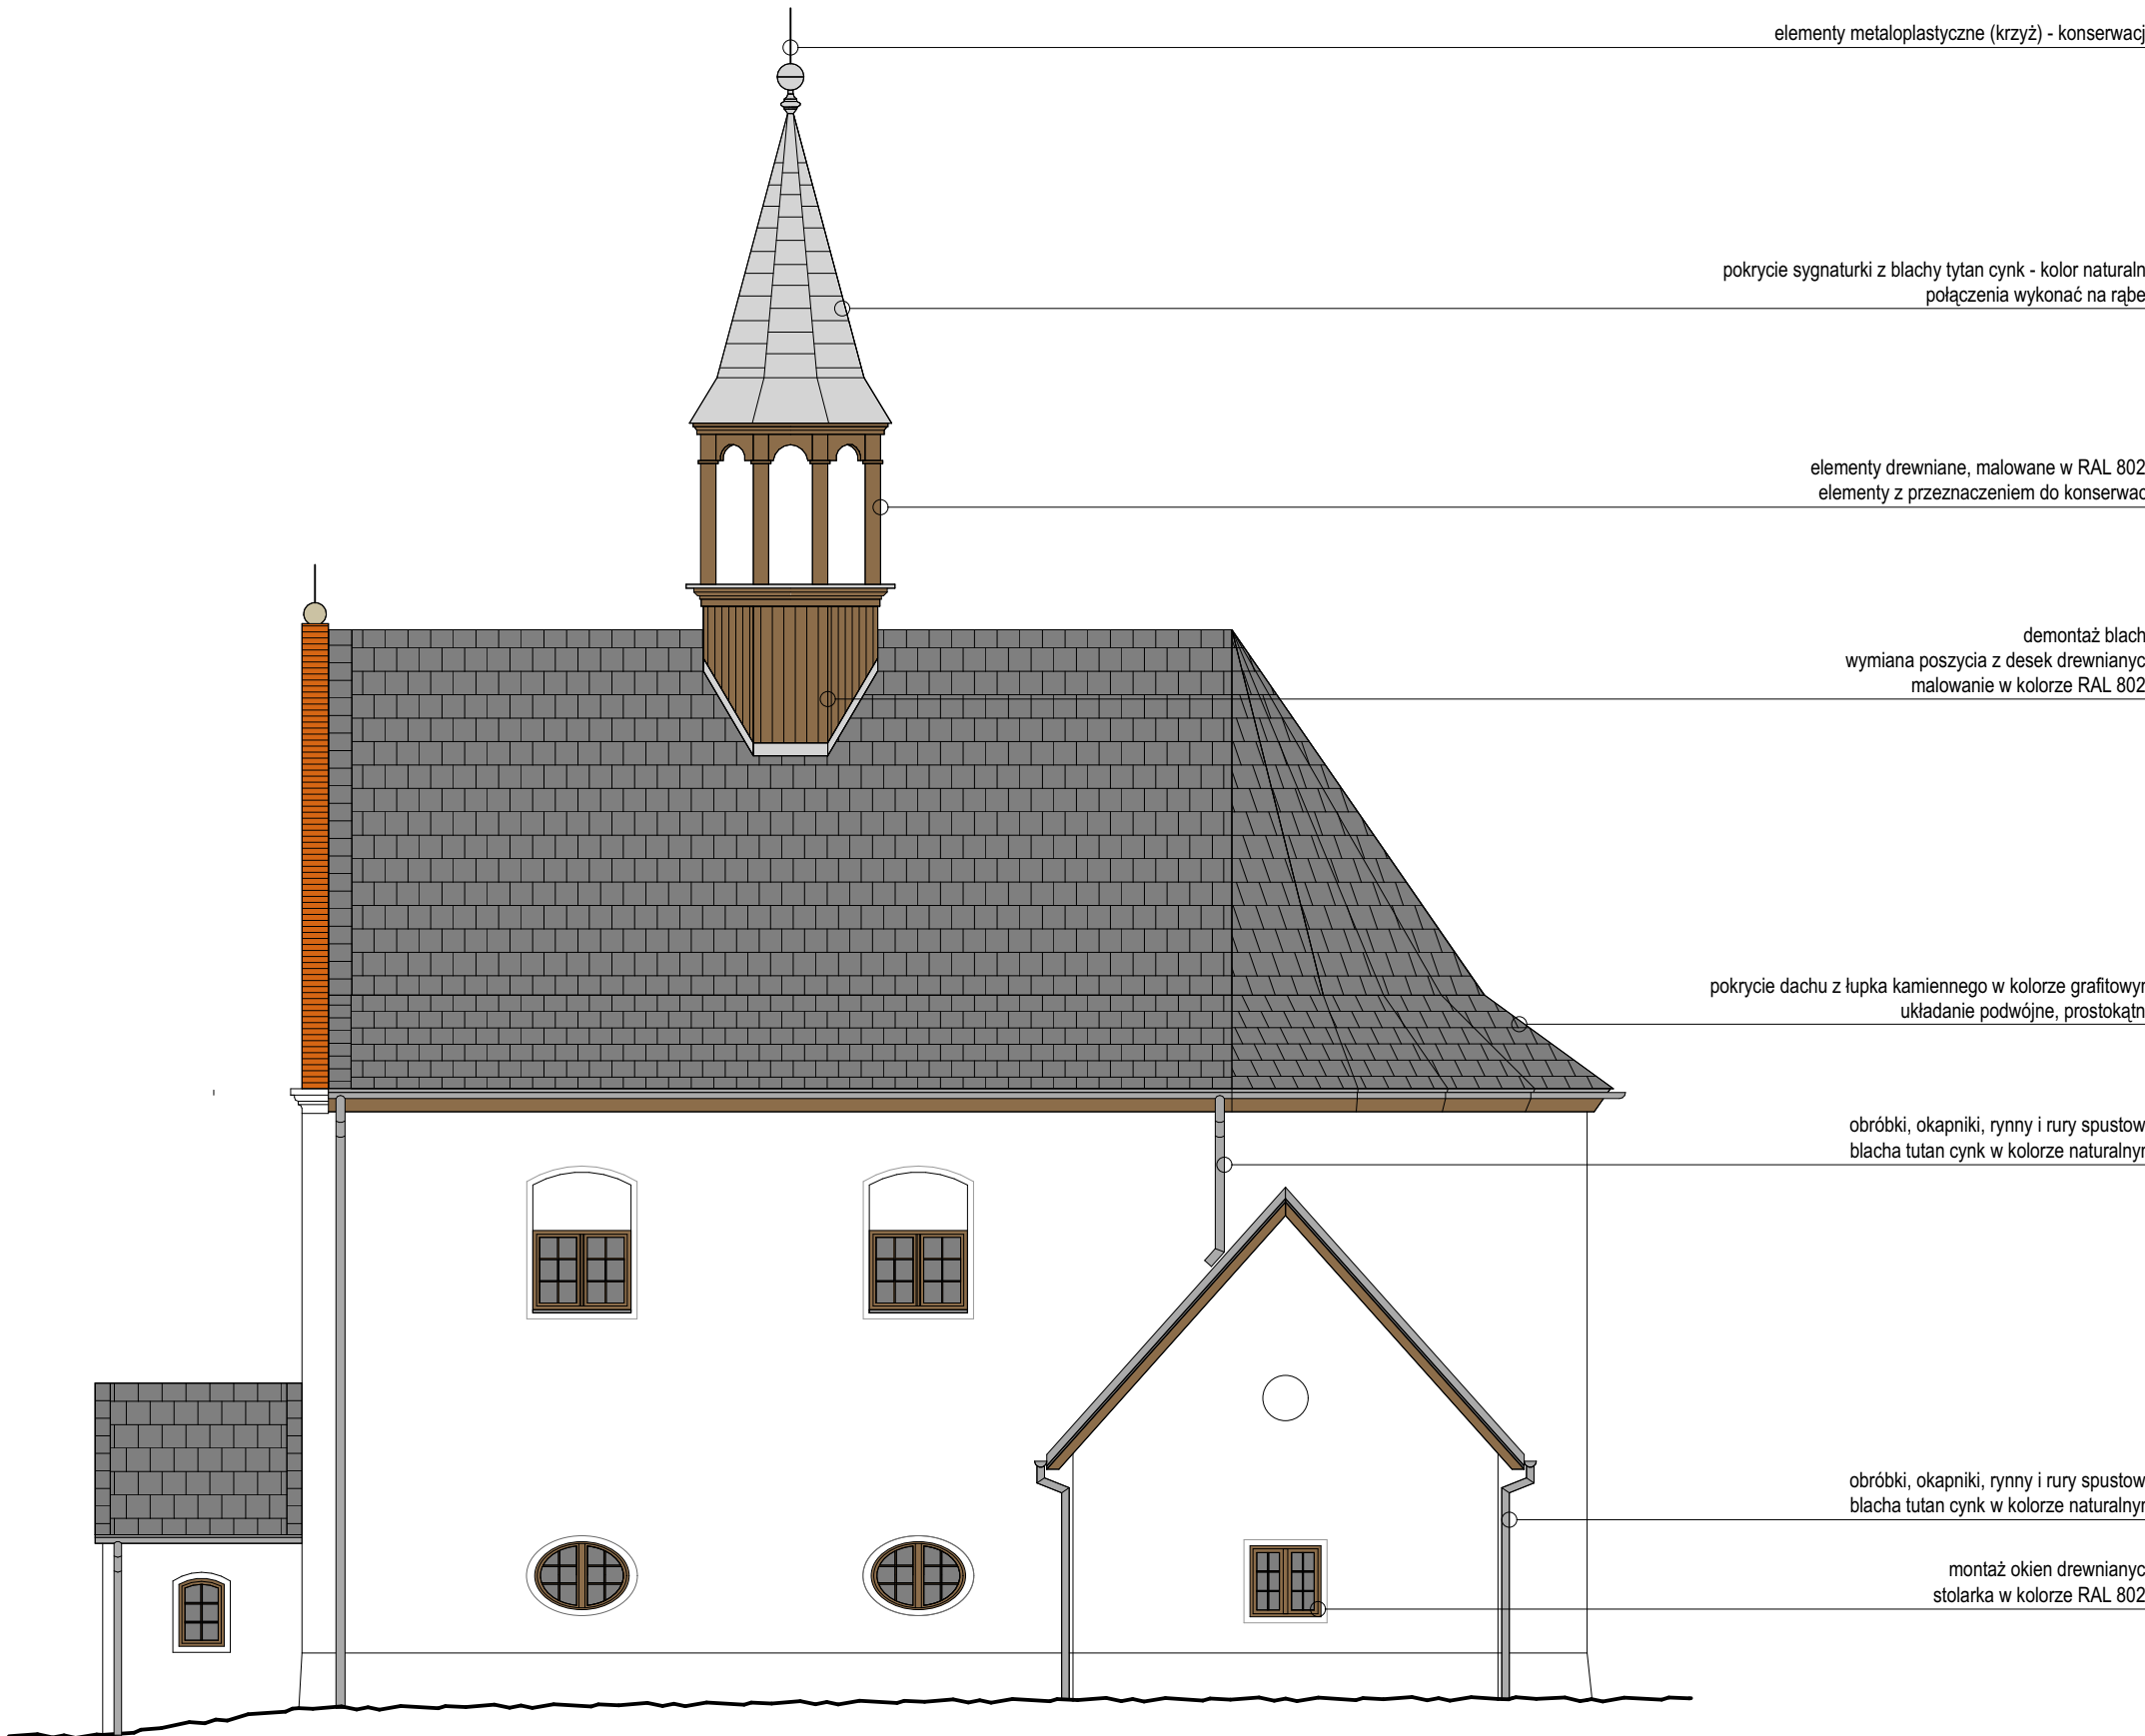 elementy metaloplastyczne (krzyż) - konserwacj
pokrycie sygnaturki z blachy tytan cynk - kolor naturaln
połączenia wykonać na rąbe
elementy drewniane, malowane w RAL 802
elementy z przeznaczeniem do konserwac
demontaż blach
wymiana poszycia z desek drewnianyc
malowanie w kolorze RAL 802
pokrycie dachu z łupka kamiennego w kolorze grafitowyr
układanie podwójne, prostokątn
obróbki, okapniki, rynny i rury spustow
blacha tutan cynk w kolorze naturalnyr
obróbki, okapniki, rynny i rury spustow
blacha tutan cynk w kolorze naturalnyr
montaż okien drewnianyc
stolarka w kolorze RAL 802